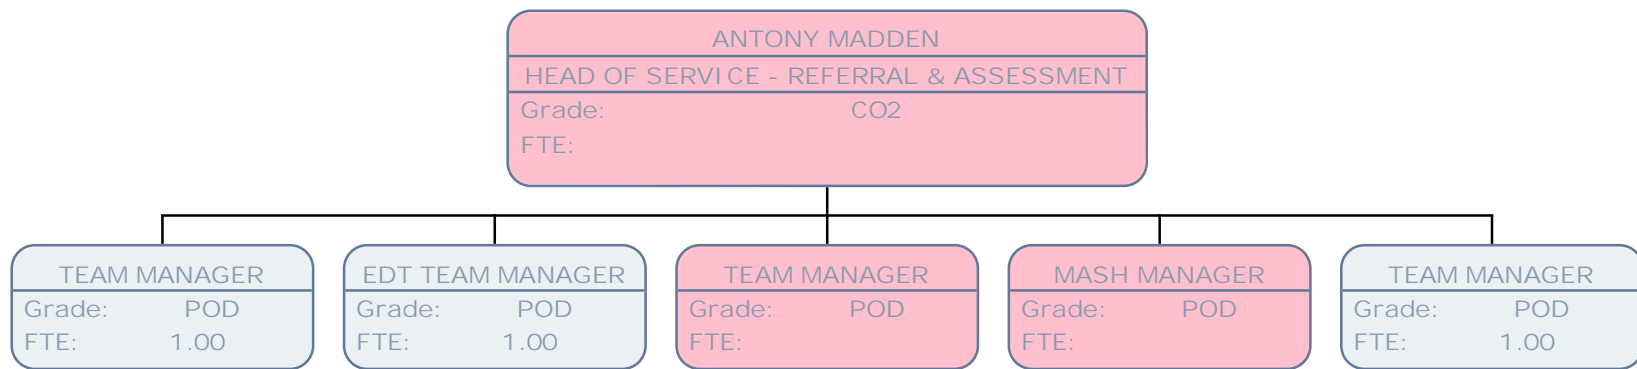 ANTONY MADDEN
HEAD OF SERVICE - REFERRAL & ASSESSMENT
Grade: CO2
FTE:
TEAM MANAGER
Grade: POD
FTE: 1.00
EDT TEAM MANAGER
Grade: POD
FTE: 1.00
TEAM MANAGER
Grade: POD
FTE:
MASH MANAGER
Grade: POD
FTE:
TEAM MANAGER
Grade: POD
FTE: 1.00